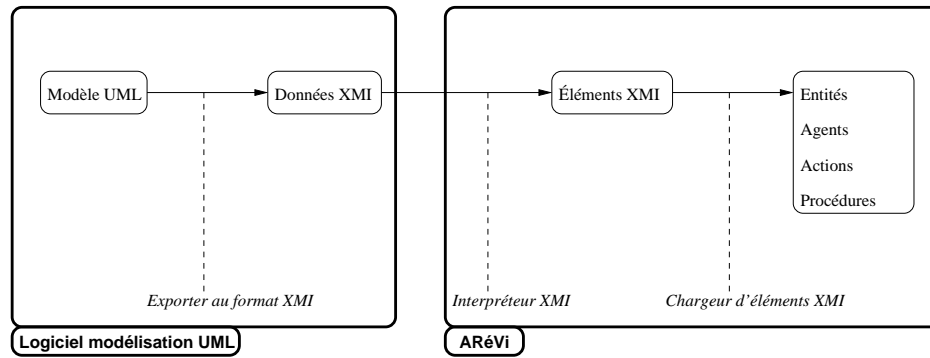 Modèle UML
Données XMI
Éléments XMI
Entités
Agents
Actions
Procédures
Exporter au format XMI
Interpréteur XMI
Chargeur d'éléments XMI
Logiciel modélisation UML
ARéVi